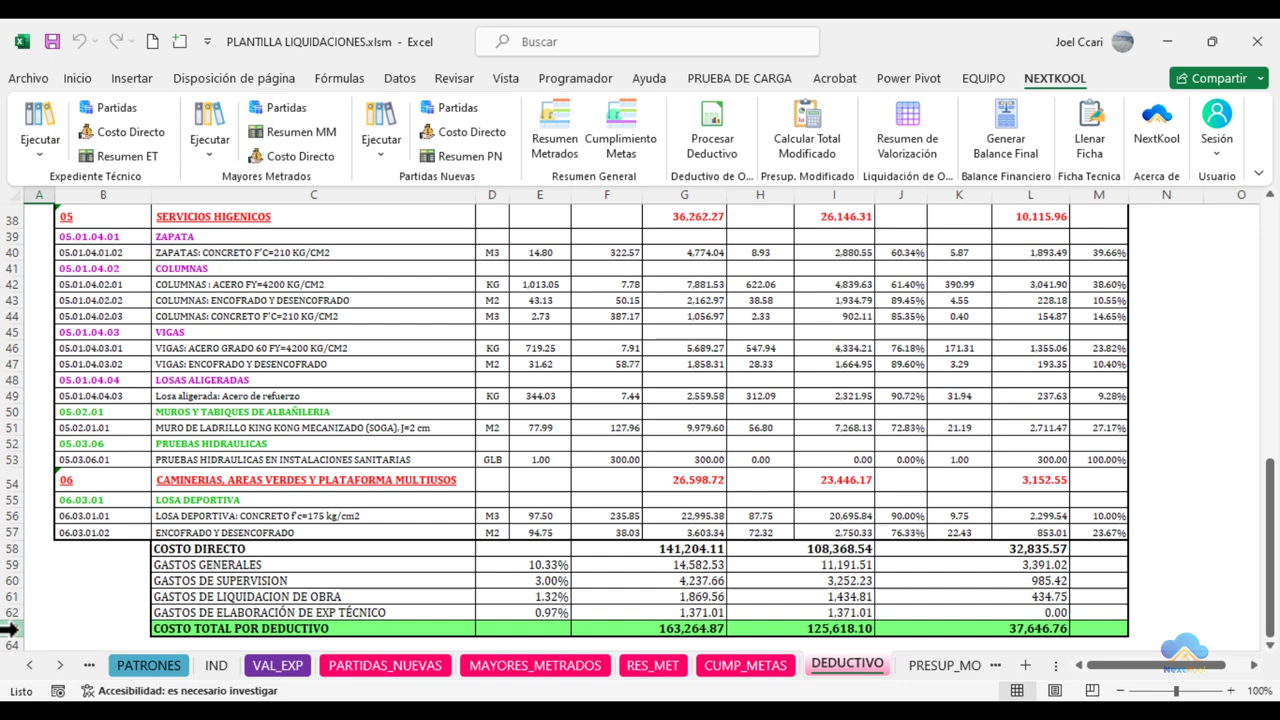 PLANTILLA LIQUIDACIONES.xlsm - Excel
Buscar
Joel Ccari
Archivo Inicio Insertar Disposición de página Fórmulas Datos Revisar Vista Programador Ayuda PRUEBA DE CARGA Acrobat Power Pivot EQUIPO NEXTKOOL Compartir
Ejecutar Partidas Costo Directo Resumen ET
Expediente Técnico
Ejecutar Partidas Resumen MM Costo Directo
Mayores Metrados
Ejecutar Partidas Costo Directo Resumen PN
Partidas Nuevas
Resumen Metrados Cumplimiento Metas
Resumen General
Procesar Deductivo
Deductivo de O...
Calcular Total Modificado
Presup. Modificado
Resumen de Valorización
Liquidación de O...
Generar Balance Final
Balance Financiero
Llenar Ficha
Ficha Tecnica
NextKool
Acerca de
Sesión
Usuario
A B C D E F G H I J K L M N O
38 05 SERVICIOS HIGENICOS 36,262.27 26,146.31 10,115.96
39 05.01.04.01 ZAPATA
40 05.01.04.01.02 ZAPATAS: CONCRETO F'C=210 KG/CM2 M3 14.80 322.57 4,774.04 8.93 2,880.55 60.34% 5.87 1,893.49 39.66%
41 05.01.04.02 COLUMNAS
42 05.01.04.02.01 COLUMNAS : ACERO FY=4200 KG/CM2 KG 1,013.05 7.78 7,881.53 622.06 4,839.63 61.40% 390.99 3,041.90 38.60%
43 05.01.04.02.02 COLUMNAS: ENCOFRADO Y DESENCOFRADO M2 43.13 50.15 2,162.97 38.58 1,934.79 89.45% 4.55 228.18 10.55%
44 05.01.04.02.03 COLUMNAS: CONCRETO F'C=210 KG/CM2 M3 2.73 387.17 1,056.97 2.33 902.11 85.35% 0.40 154.87 14.65%
45 05.01.04.03 VIGAS
46 05.01.04.03.01 VIGAS: ACERO GRADO 60 FY=4200 KG/CM2 KG 719.25 7.91 5,689.27 547.94 4,334.21 76.18% 171.31 1,355.06 23.82%
47 05.01.04.03.02 VIGAS: ENCOFRADO Y DESENCOFRADO M2 31.62 58.77 1,858.31 28.33 1,664.95 89.60% 3.29 193.35 10.40%
48 05.01.04.04 LOSAS ALIGERADAS
49 05.01.04.04.03 Losa aligerada: Acero de refuerzo KG 344.03 7.44 2,559.58 312.09 2,321.95 90.72% 31.94 237.63 9.28%
50 05.02.01 MUROS Y TABIQUES DE ALBAÑILERIA
51 05.02.01.01 MURO DE LADRILLO KING KONG MECANIZADO (SOGA), J=2 cm M2 77.99 127.96 9,979.60 56.80 7,268.13 72.83% 21.19 2,711.47 27.17%
52 05.03.06 PRUEBAS HIDRAULICAS
53 05.03.06.01 PRUEBAS HIDRAULICAS EN INSTALACIONES SANITARIAS GLB 1.00 300.00 300.00 0.00 0.00 0.00% 1.00 300.00 100.00%
54 06 CAMINERIAS, AREAS VERDES Y PLATAFORMA MULTIUSOS 26,598.72 23,446.17 3,152.55
55 06.03.01 LOSA DEPORTIVA
56 06.03.01.01 LOSA DEPORTIVA: CONCRETO f'c=175 kg/cm2 M3 97.50 235.85 22,995.38 87.75 20,695.84 90.00% 9.75 2,299.54 10.00%
57 06.03.01.02 ENCOFRADO Y DESENCOFRADO M2 94.75 38.03 3,603.34 72.32 2,750.33 76.33% 22.43 853.01 23.67%
58 COSTO DIRECTO 141,204.11 108,368.54 32,835.57
59 GASTOS GENERALES 10.33% 14,582.53 11,191.51 3,391.02
60 GASTOS DE SUPERVISION 3.00% 4,237.66 3,252.23 985.42
61 GASTOS DE LIQUIDACION DE OBRA 1.32% 1,869.56 1,434.81 434.75
62 GASTOS DE ELABORACIÓN DE EXP TÉCNICO 0.97% 1,371.01 1,371.01 0.00
COSTO TOTAL POR DEDUCTIVO 163,264.87 125,618.10 37,646.76
64
PATRONES IND VAL_EXP PARTIDAS_NUEVAS MAYORES_METRADOS RES_MET CUMP_METAS DEDUCTIVO PRESUP_MO
NextKool
Listo Accesibilidad: es necesario investigar 100%